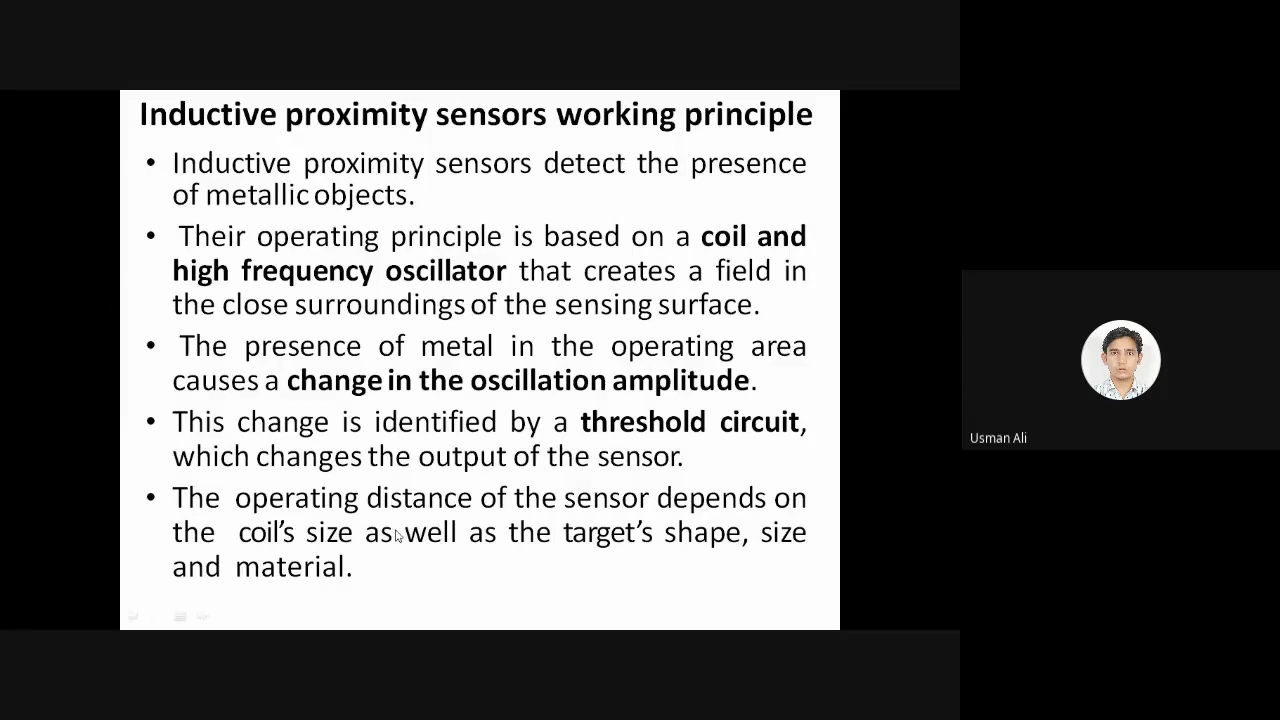 Inductive proximity sensors working principle
• Inductive proximity sensors detect the presence
of metallic objects.
• Their operating principle is based on a coil and
high frequency oscillator that creates a field in
the close surroundings of the sensing surface.
• The presence of metal in the operating area
causes a change in the oscillation amplitude.
• This change is identified by a threshold circuit,
which changes the output of the sensor.
• The operating distance of the sensor depends on
the coil’s size as well as the target’s shape, size
and material.
Usman Ali